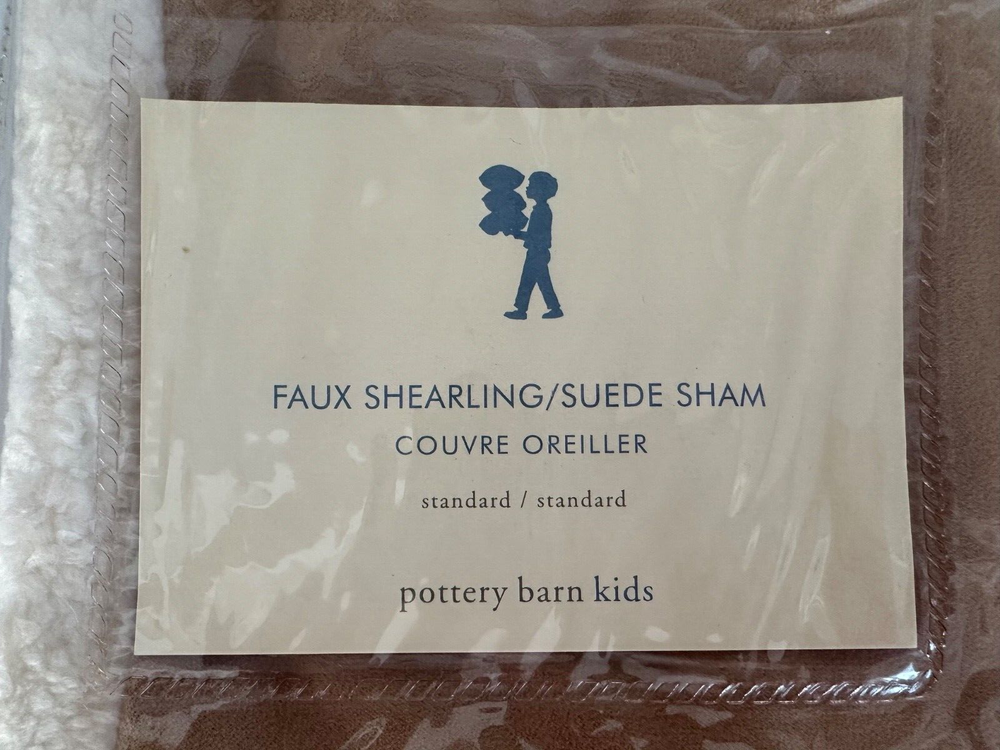 FAUX SHEARLING/SUEDE SHAM
COUVRE OREILLER
standard / standard
pottery barn kids